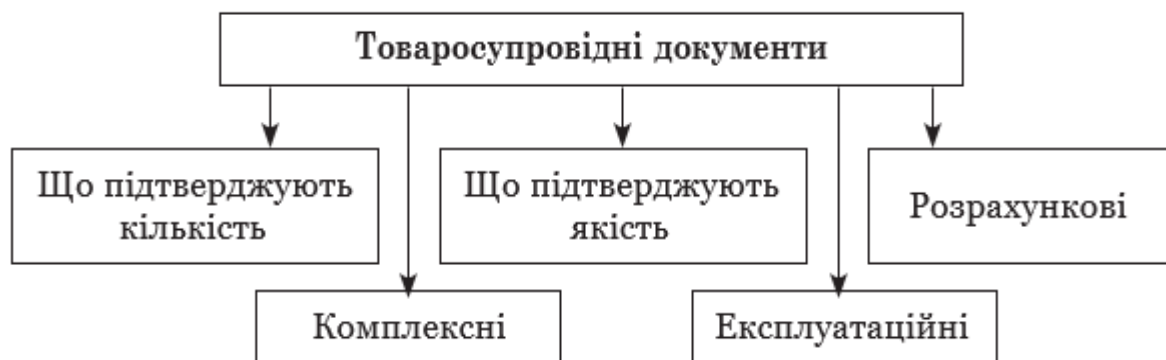 Товаросупровідні документи
Що підтверджують
кількість
Що підтверджують
якість
Розрахункові
Комплексні
Експлуатаційні